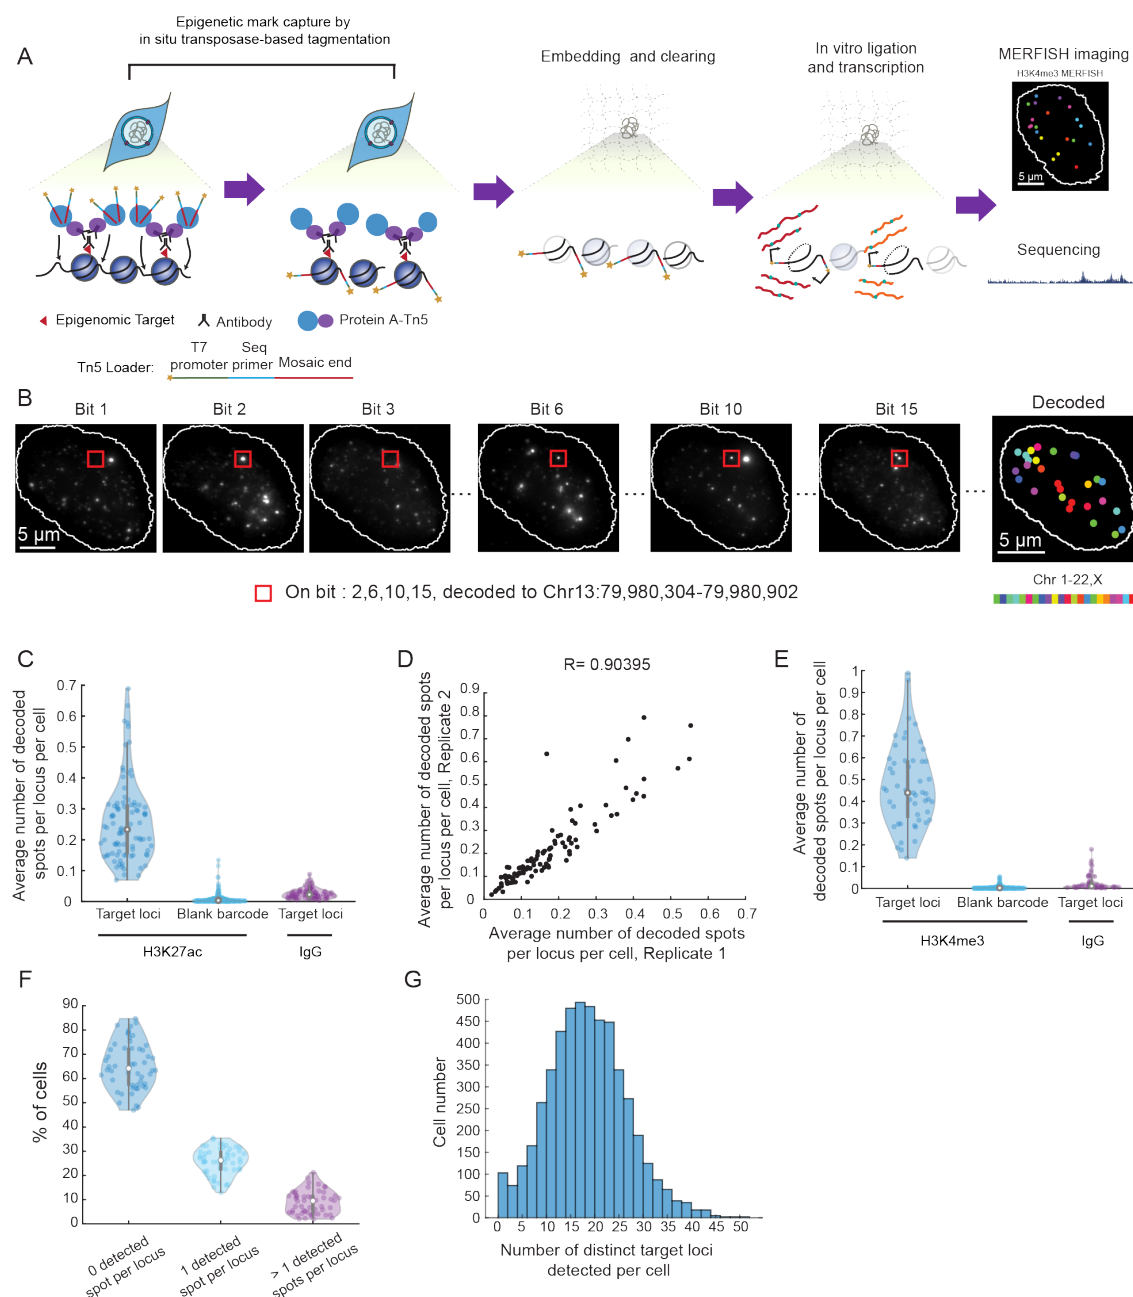 Epigenetic mark capture by
in situ transposase-based tagmentation
A
Embedding and clearing
In vitro ligation
and transcription
MERFISH imaging
H3K4me3 MERFISH
5 µm
Sequencing
Epigenomic Target
Antibody
Protein A-Tn5
Tn5 Loader:
T7
promoter
Seq
primer
Mosaic end
B
Bit 1
Bit 2
Bit 3
Bit 6
Bit 10
Bit 15
Decoded
5 µm
...
...
...
...
5 µm
On bit : 2,6,10,15, decoded to Chr13:79,980,304-79,980,902
Chr 1-22,X
C
Average number of decoded
spots per locus per cell
0.7
0.6
0.5
0.4
0.3
0.2
0.1
0
Target loci
Blank barcode
Target loci
H3K27ac
IgG
D
R= 0.90395
Average number of decoded spots
per locus per cell, Replicate 2
0.9
0.8
0.7
0.6
0.5
0.4
0.3
0.2
0.1
0
0 0.1 0.2 0.3 0.4 0.5 0.6 0.7
Average number of decoded spots
per locus per cell, Replicate 1
E
Average number of
decoded spots per locus per cell
1
0.9
0.8
0.7
0.6
0.5
0.4
0.3
0.2
0.1
0
Target loci
Blank barcode
Target loci
H3K4me3
IgG
F
% of cells
90
80
70
60
50
40
30
20
10
0
0 detected
spot per locus
1 detected
spot per locus
> 1 detected
spots per locus
G
Cell number
500
450
400
350
300
250
200
150
100
50
0
0 5 10 15 20 25 30 35 40 45 50
Number of distinct target loci
detected per cell